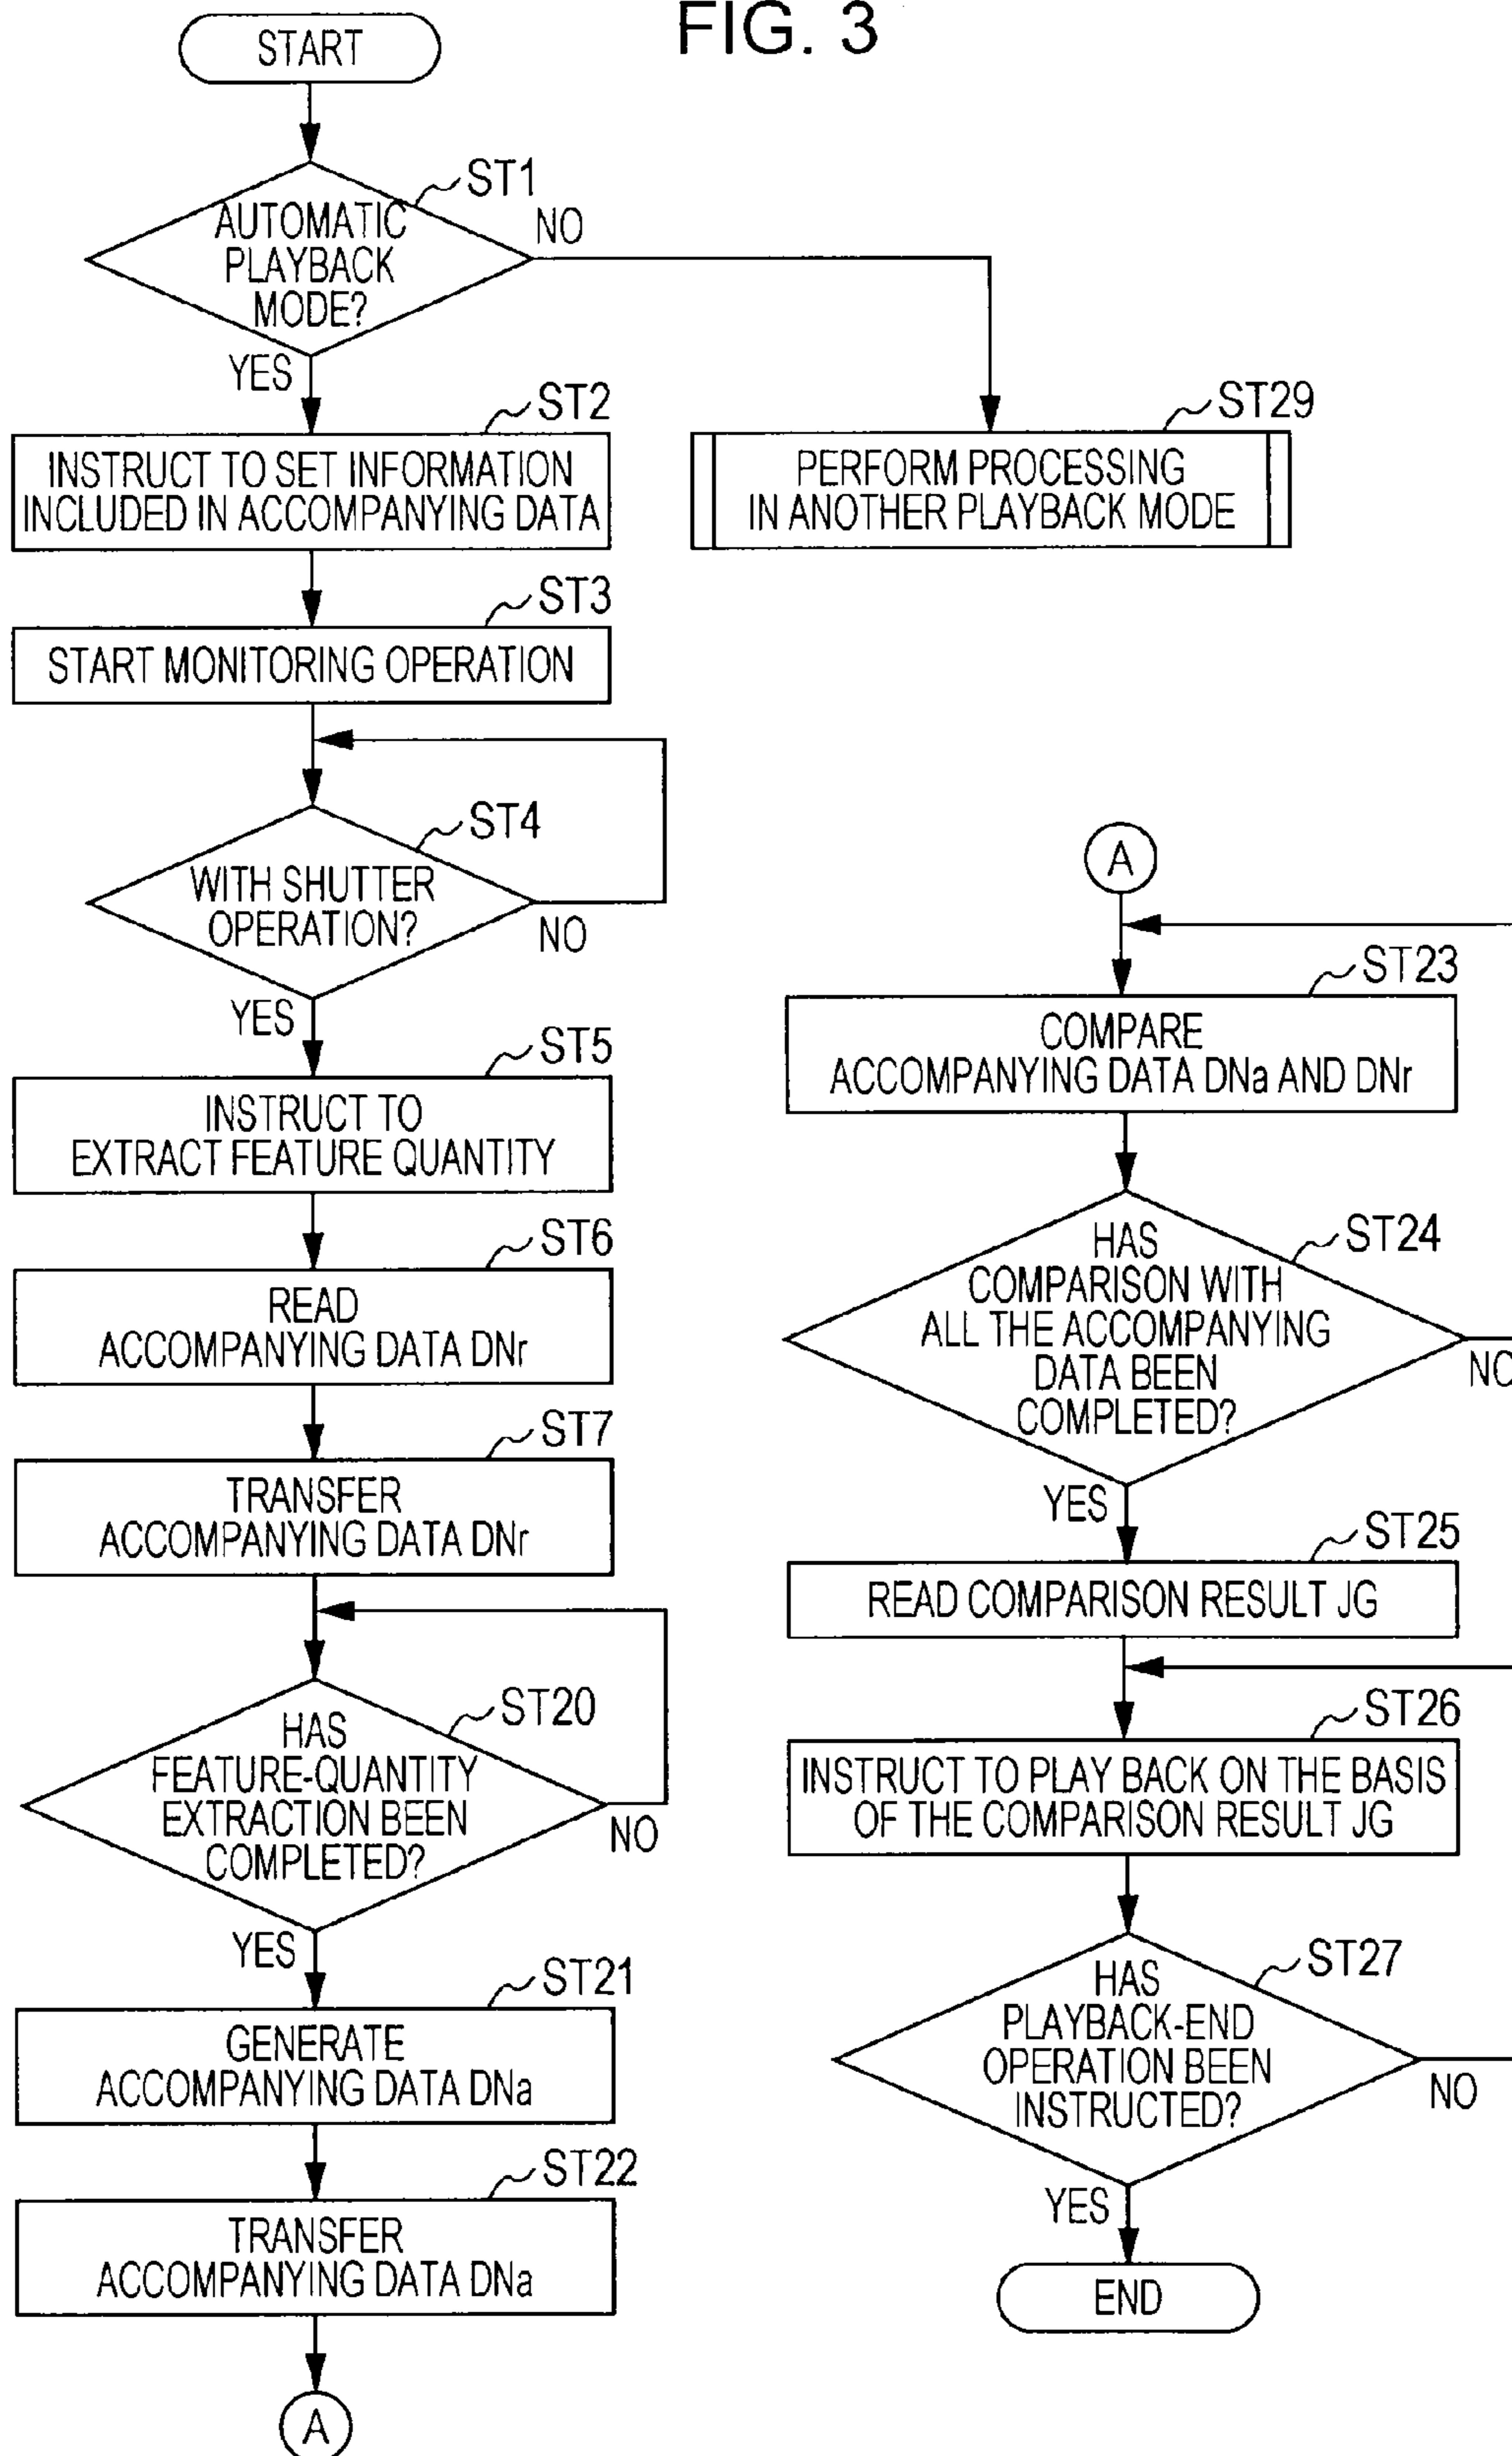 FIG. 3
START
ST1
AUTOMATIC
PLAYBACK
MODE?
NO
YES
ST2
INSTRUCT TO SET INFORMATION
INCLUDED IN ACCOMPANYING DATA
ST29
PERFORM PROCESSING
IN ANOTHER PLAYBACK MODE
ST3
START MONITORING OPERATION
ST4
WITH SHUTTER
OPERATION?
NO
YES
ST5
INSTRUCT TO
EXTRACT FEATURE QUANTITY
ST6
READ
ACCOMPANYING DATA DNr
ST7
TRANSFER
ACCOMPANYING DATA DNr
ST20
HAS
FEATURE-QUANTITY
EXTRACTION BEEN
COMPLETED?
NO
YES
ST21
GENERATE
ACCOMPANYING DATA DNa
ST22
TRANSFER
ACCOMPANYING DATA DNa
A
A
ST23
COMPARE
ACCOMPANYING DATA DNa AND DNr
ST24
HAS
COMPARISON WITH
ALL THE ACCOMPANYING
DATA BEEN
COMPLETED?
NO
YES
ST25
READ COMPARISON RESULT JG
ST26
INSTRUCT TO PLAY BACK ON THE BASIS
OF THE COMPARISON RESULT JG
ST27
HAS
PLAYBACK-END
OPERATION BEEN
INSTRUCTED?
NO
YES
END